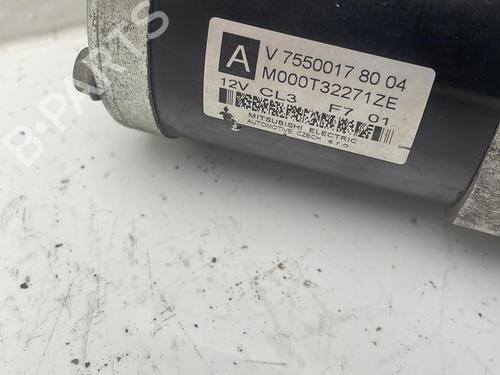 A
V 7550017 80 04
M000T32271ZE
12V CL3 F7 01
MITSUBISHI ELECTRIC
AUTOMOTIVE CZECH s.r.o.
B-PARTS